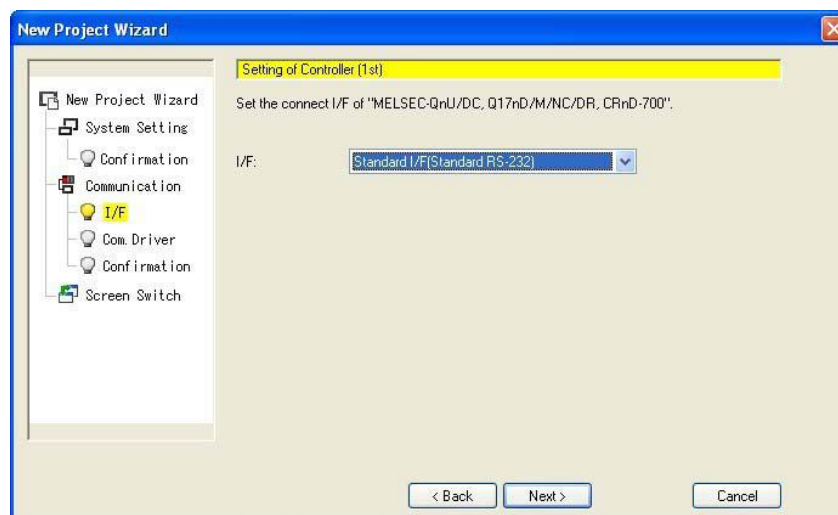 New Project Wizard
New Project Wizard
System Setting
Confirmation
Communication
I/F
Com. Driver
Confirmation
Screen Switch
Setting of Controller (1st)
Set the connect I/F of "MELSEC-QnU/DC, Q17nD/M/NC/DR, CRnD-700".
I/F: Standard I/F(Standard RS-232)
< Back Next > Cancel